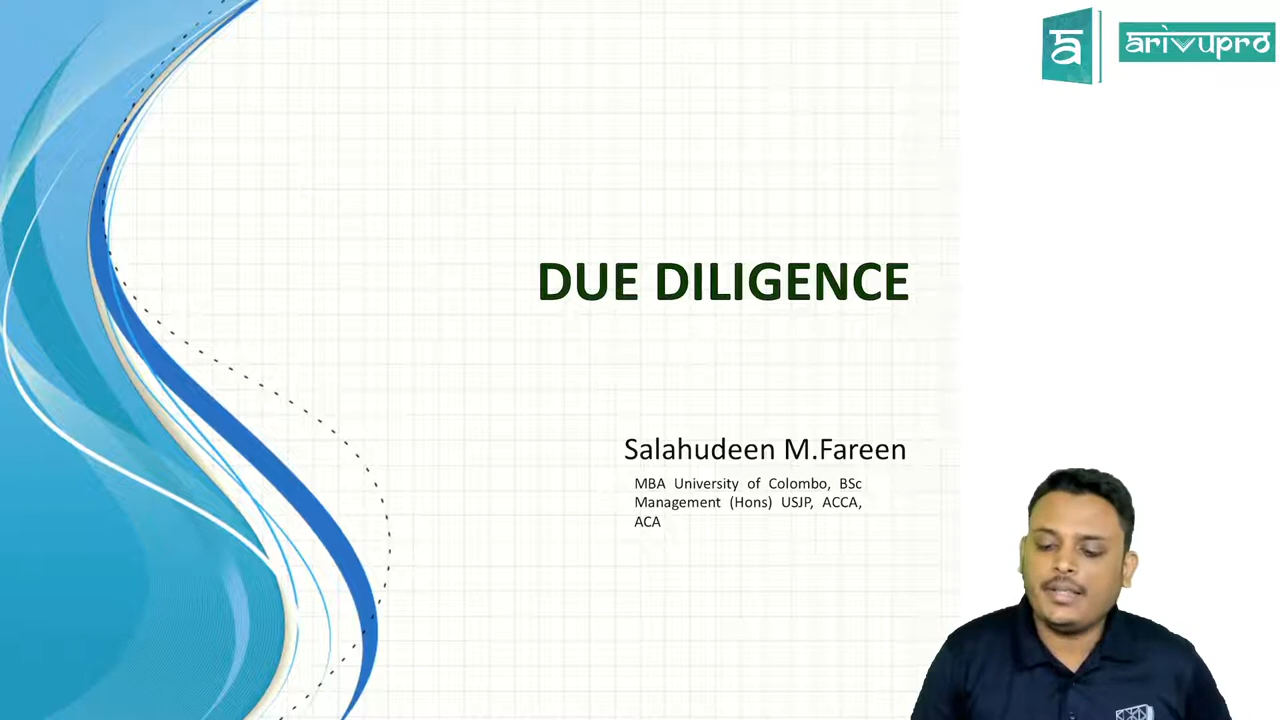 ā
arivupro
DUE DILIGENCE
Salahudeen M.Fareen
MBA University of Colombo, BSc
Management (Hons) USJP, ACCA,
ACA